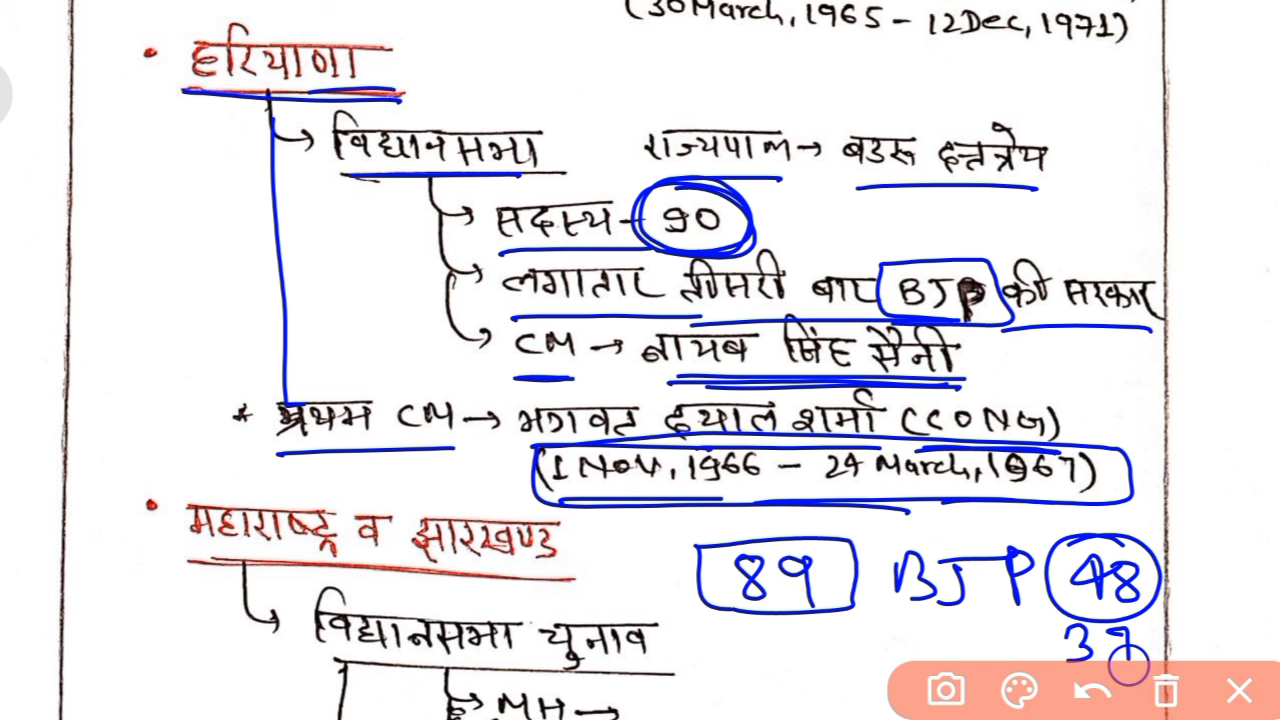 (30 March, 1965 - 12 Dec, 1971)
• हरियाणा
→ विद्यानसभा राज्यपाल → बडरू दत्तत्रेय
→ सदस्य - 90
→ लगातार तीसरी बार BJP की सरकार
→ CM → नायब सिंह सैनी
* प्रथम CM → भगवत दयाल शर्मा (CONG)
(1 Nov, 1966 - 24 March, 1967)
• महाराष्ट्र व झारखण्ड
89 BJP 48
→ विद्यानसभा चुनाव
37
→ MH →